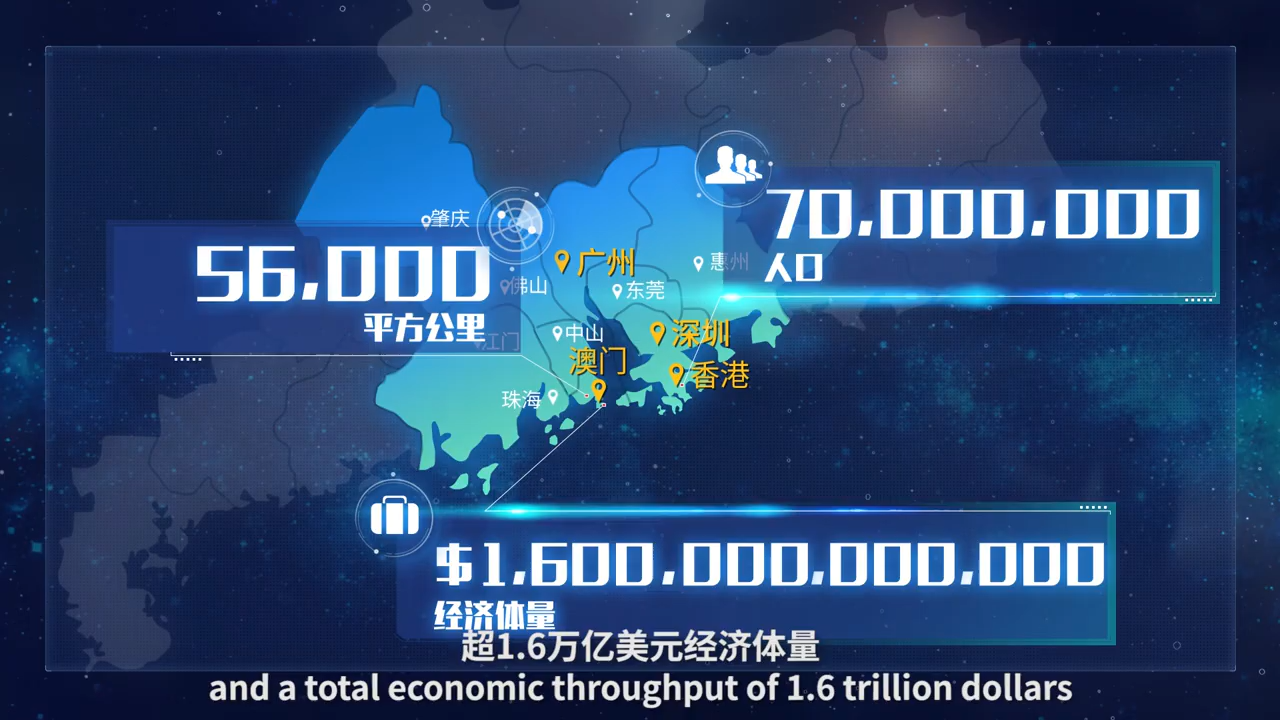 70,000,000
人口
肇庆
56,000
平方公里
广州
惠州
佛山
东莞
江门
中山
深圳
澳门
香港
珠海
$1,600,000,000,000
经济体量
超1.6万亿美元经济体量
and a total economic throughput of 1.6 trillion dollars